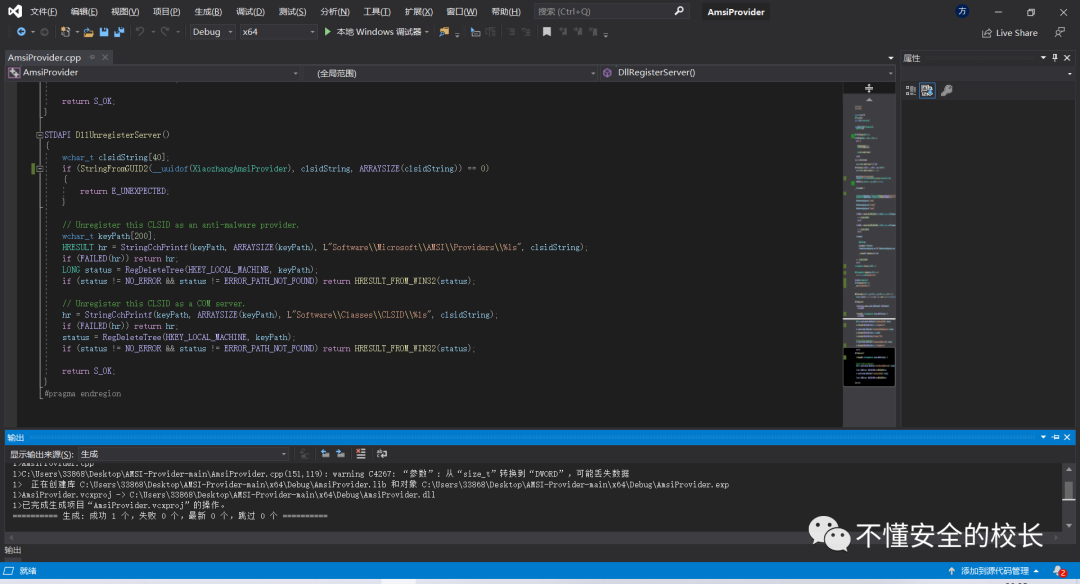 文件(F) 编辑(E) 视图(V) 项目(P) 生成(B) 调试(D) 测试(S) 分析(N) 工具(T) 扩展(X) 窗口(W) 帮助(H) 搜索 (Ctrl+Q) AmsiProvider 方
Debug x64 本地 Windows 调试器 Live Share
AmsiProvider.cpp
属性
AmsiProvider (全局范围) DllRegisterServer()
return S_OK;
}
STDAPI DllUnregisterServer()
{
wchar_t clsidString[40];
if (StringFromGUID2(__uuidof(XiaozhangAmsiProvider), clsidString, ARRAYSIZE(clsidString)) == 0)
{
return E_UNEXPECTED;
}
// Unregister this CLSID as an anti-malware provider.
wchar_t keyPath[200];
HRESULT hr = StringCchPrintf(keyPath, ARRAYSIZE(keyPath), L"Software\\Microsoft\\AMSI\\Providers\\%ls", clsidString);
if (FAILED(hr)) return hr;
LONG status = RegDeleteTree(HKEY_LOCAL_MACHINE, keyPath);
if (status != NO_ERROR && status != ERROR_PATH_NOT_FOUND) return HRESULT_FROM_WIN32(status);
// Unregister this CLSID as a COM server.
hr = StringCchPrintf(keyPath, ARRAYSIZE(keyPath), L"Software\\Classes\\CLSID\\%ls", clsidString);
if (FAILED(hr)) return hr;
status = RegDeleteTree(HKEY_LOCAL_MACHINE, keyPath);
if (status != NO_ERROR && status != ERROR_PATH_NOT_FOUND) return HRESULT_FROM_WIN32(status);
return S_OK;
}
#pragma endregion
输出
显示输出来源(S): 生成
1>AmsiProvider.cpp
1>C:\Users\33868\Desktop\AMSI-Provider-main\AmsiProvider.cpp(151,119): warning C4267: “参数”: 从“size_t”转换到“DWORD”，可能丢失数据
1> 正在创建库 C:\Users\33868\Desktop\AMSI-Provider-main\x64\Debug\AmsiProvider.lib 和对象 C:\Users\33868\Desktop\AMSI-Provider-main\x64\Debug\AmsiProvider.exp
1>AmsiProvider.vcxproj -> C:\Users\33868\Desktop\AMSI-Provider-main\x64\Debug\AmsiProvider.dll
1>已完成生成项目“AmsiProvider.vcxproj”的操作。
========== 生成: 成功 1 个，失败 0 个，最新 0 个，跳过 0 个 ==========
不懂安全的校长
输出
就绪 添加到源代码管理 2